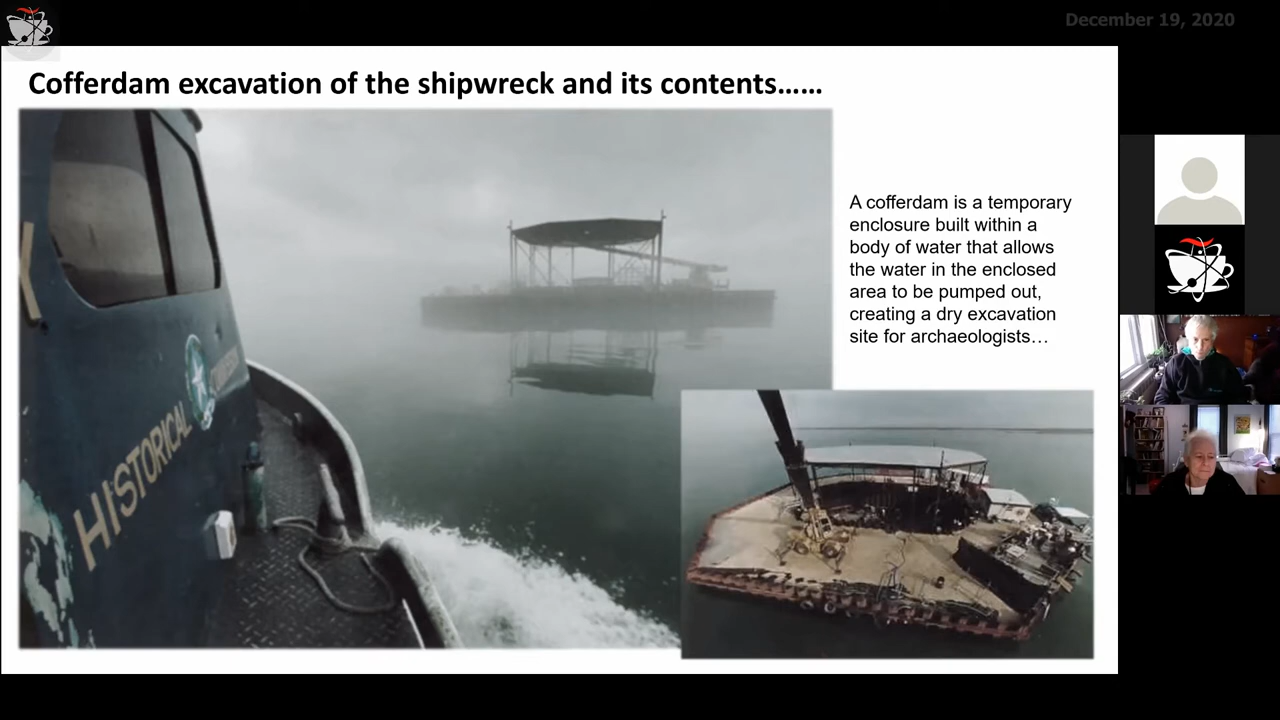 December 19, 2020
Cofferdam excavation of the shipwreck and its contents......
A cofferdam is a temporary
enclosure built within a
body of water that allows
the water in the enclosed
area to be pumped out,
creating a dry excavation
site for archaeologists…
HISTORICAL